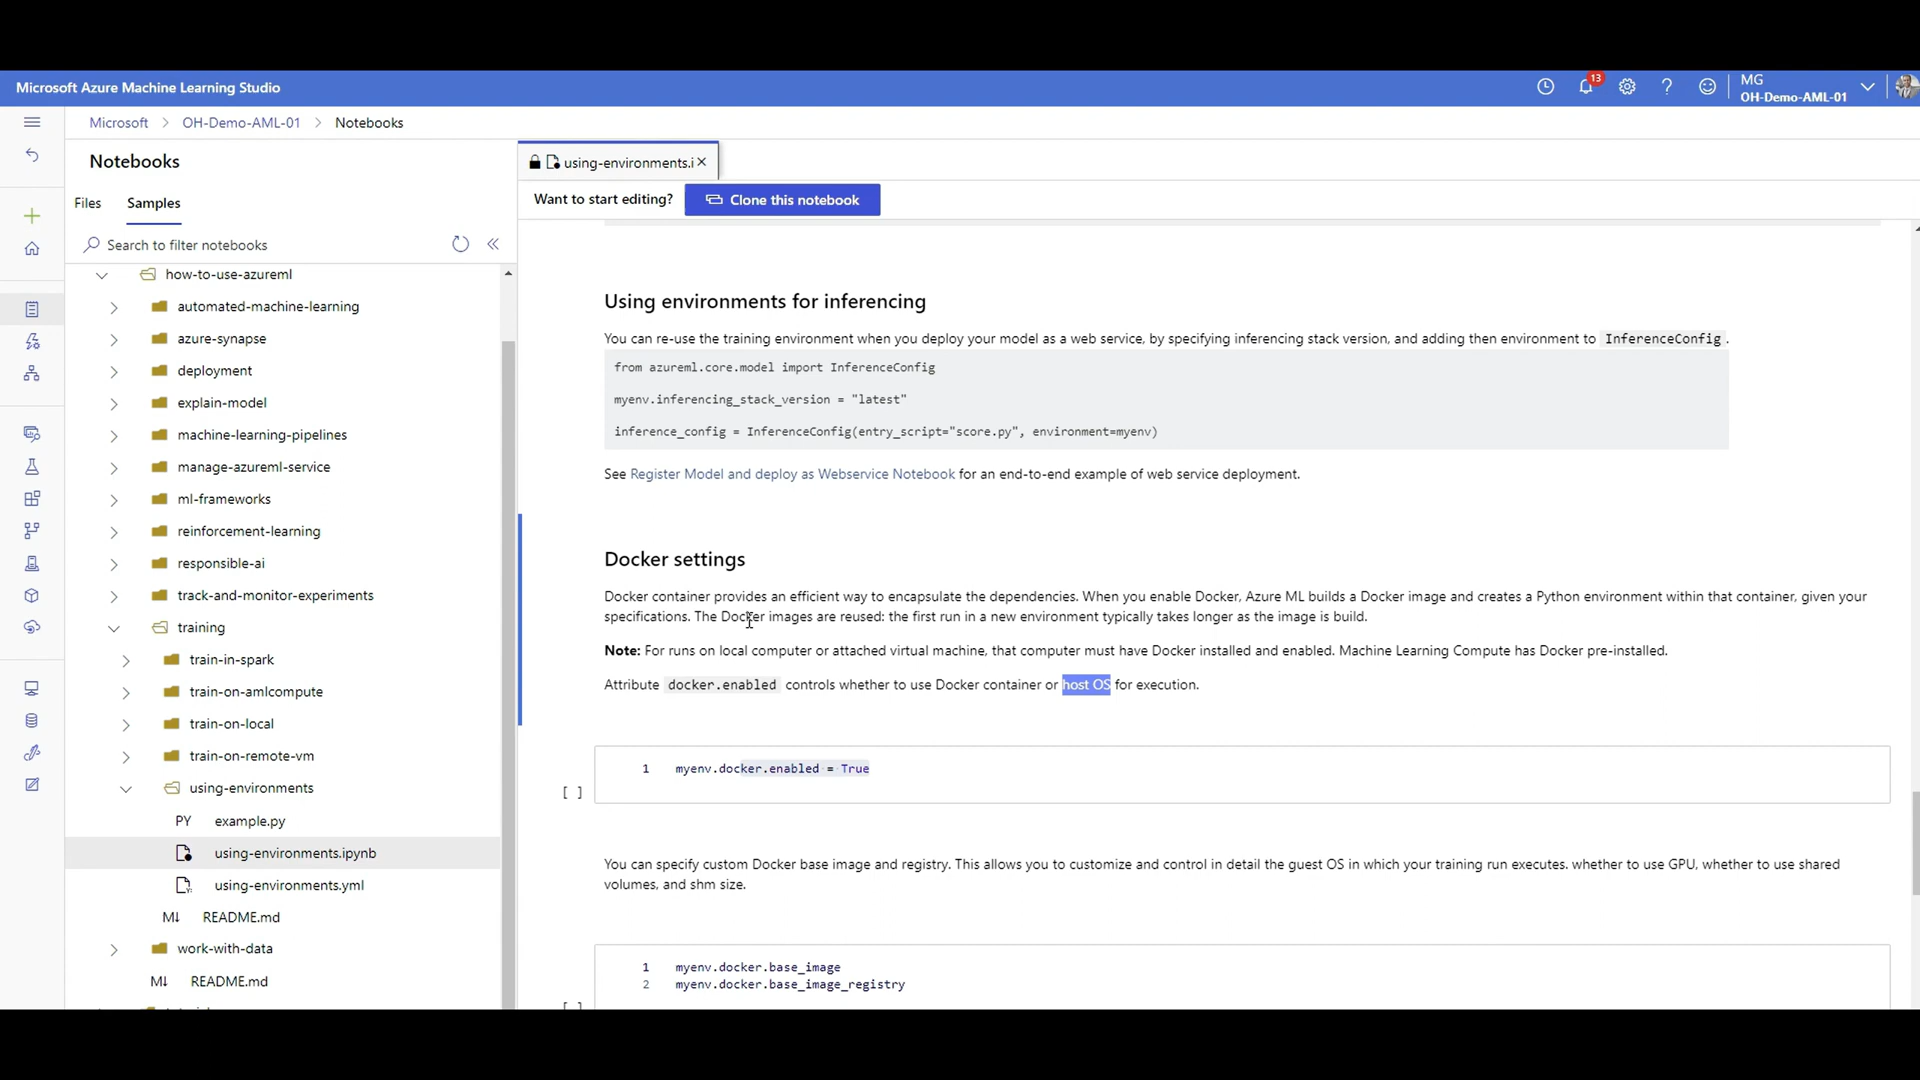 Microsoft Azure Machine Learning Studio
13
MG
OH-Demo-AML-01
Microsoft > OH-Demo-AML-01 > Notebooks
Notebooks
Files Samples
Search to filter notebooks
how-to-use-azureml
automated-machine-learning
azure-synapse
deployment
explain-model
machine-learning-pipelines
manage-azureml-service
ml-frameworks
reinforcement-learning
responsible-ai
track-and-monitor-experiments
training
train-in-spark
train-on-amlcompute
train-on-local
train-on-remote-vm
using-environments
PY example.py
using-environments.ipynb
using-environments.yml
M↓ README.md
work-with-data
M↓ README.md
using-environments.i
Want to start editing? Clone this notebook
Using environments for inferencing
You can re-use the training environment when you deploy your model as a web service, by specifying inferencing stack version, and adding then environment to InferenceConfig.
from azureml.core.model import InferenceConfig
myenv.inferencing_stack_version = "latest"
inference_config = InferenceConfig(entry_script="score.py", environment=myenv)
See Register Model and deploy as Webservice Notebook for an end-to-end example of web service deployment.
Docker settings
Docker container provides an efficient way to encapsulate the dependencies. When you enable Docker, Azure ML builds a Docker image and creates a Python environment within that container, given your
specifications. The Docker images are reused: the first run in a new environment typically takes longer as the image is build.
Note: For runs on local computer or attached virtual machine, that computer must have Docker installed and enabled. Machine Learning Compute has Docker pre-installed.
Attribute docker.enabled controls whether to use Docker container or host OS for execution.
1 myenv.docker.enabled = True
[ ]
You can specify custom Docker base image and registry. This allows you to customize and control in detail the guest OS in which your training run executes. whether to use GPU, whether to use shared
volumes, and shm size.
1 myenv.docker.base_image
2 myenv.docker.base_image_registry
[ ]